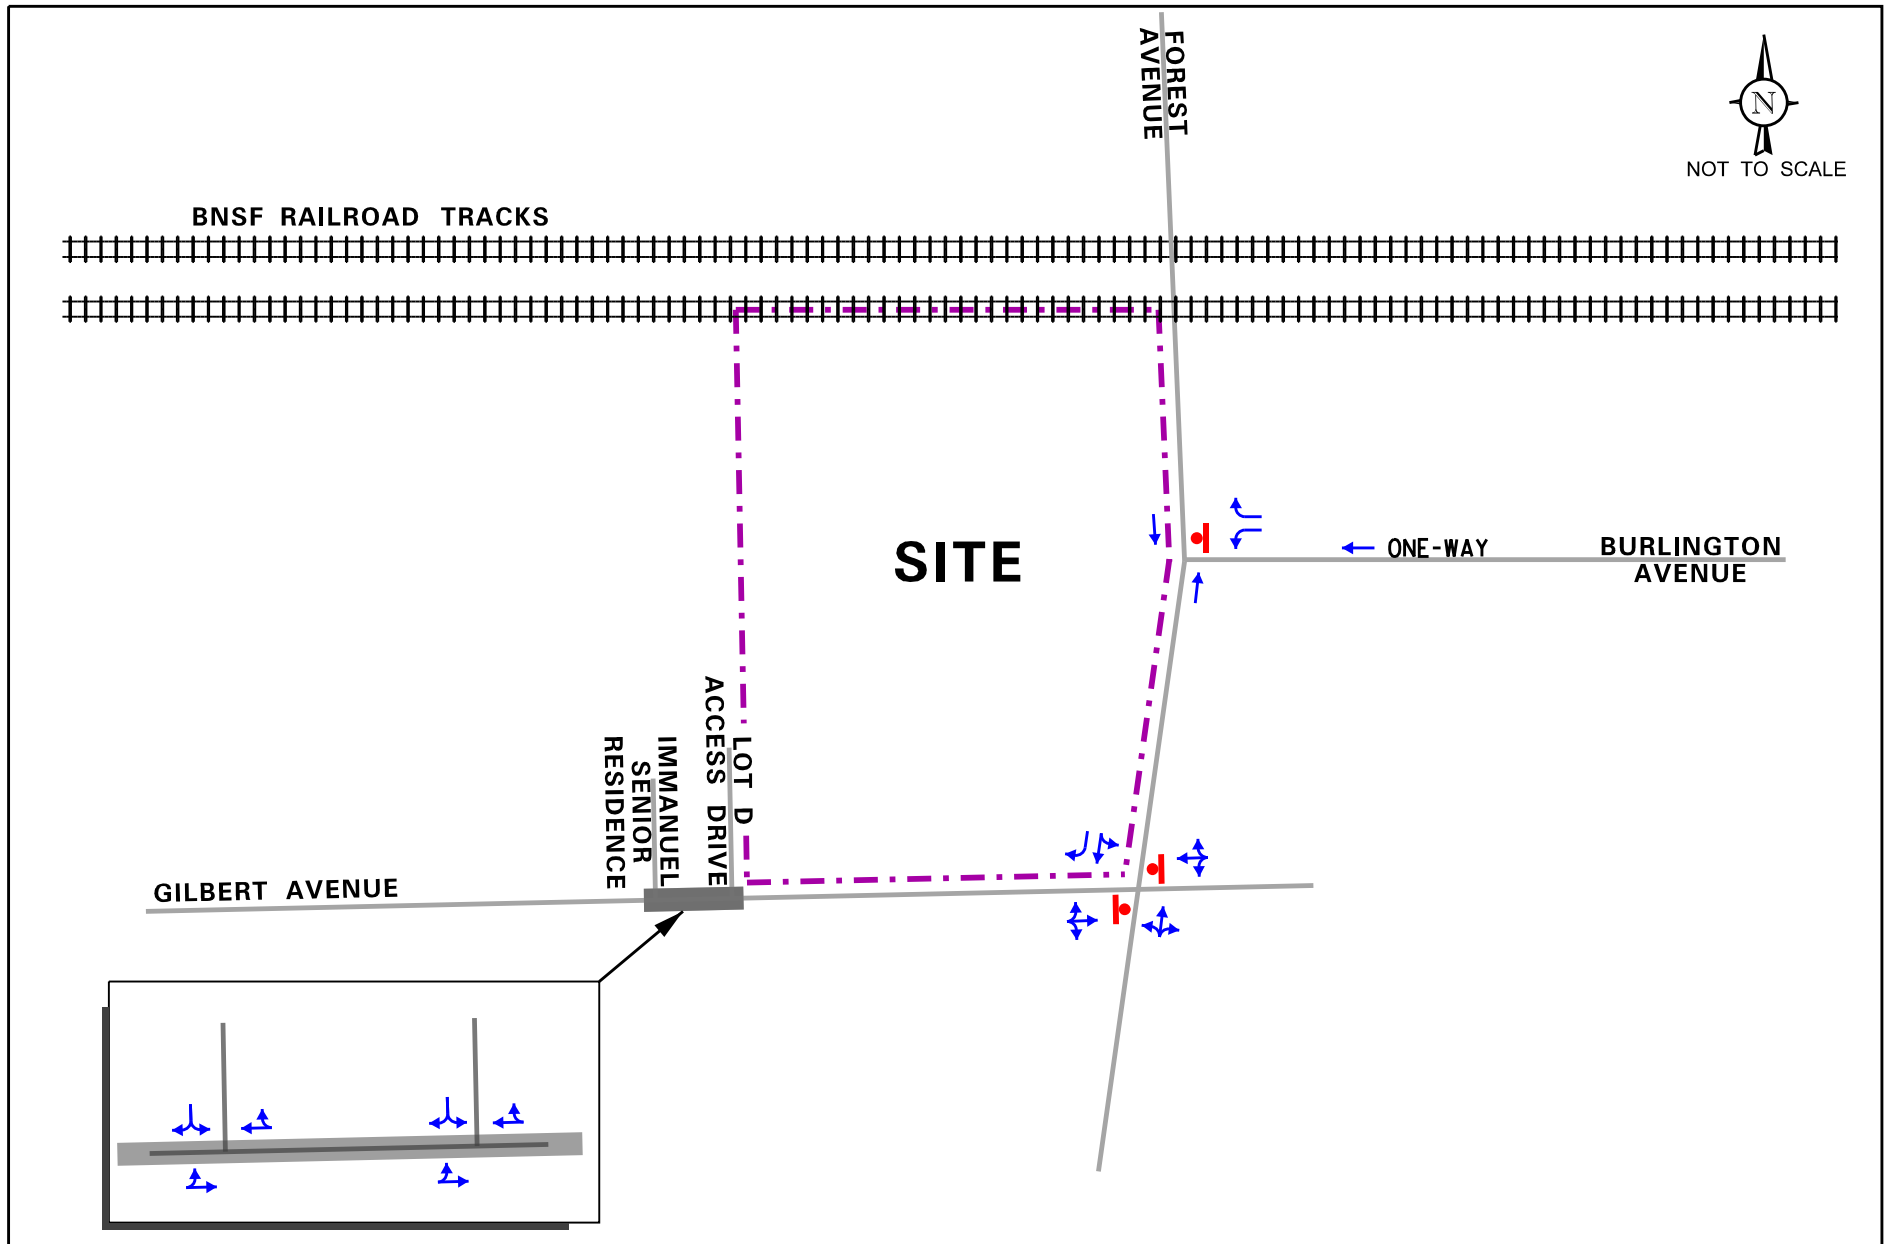 FOREST
AVENUE
N
NOT TO SCALE
BNSF RAILROAD TRACKS
SITE
ONE-WAY
BURLINGTON
AVENUE
IMMANUEL
SENIOR
RESIDENCE
LOT D
ACCESS DRIVE
GILBERT AVENUE